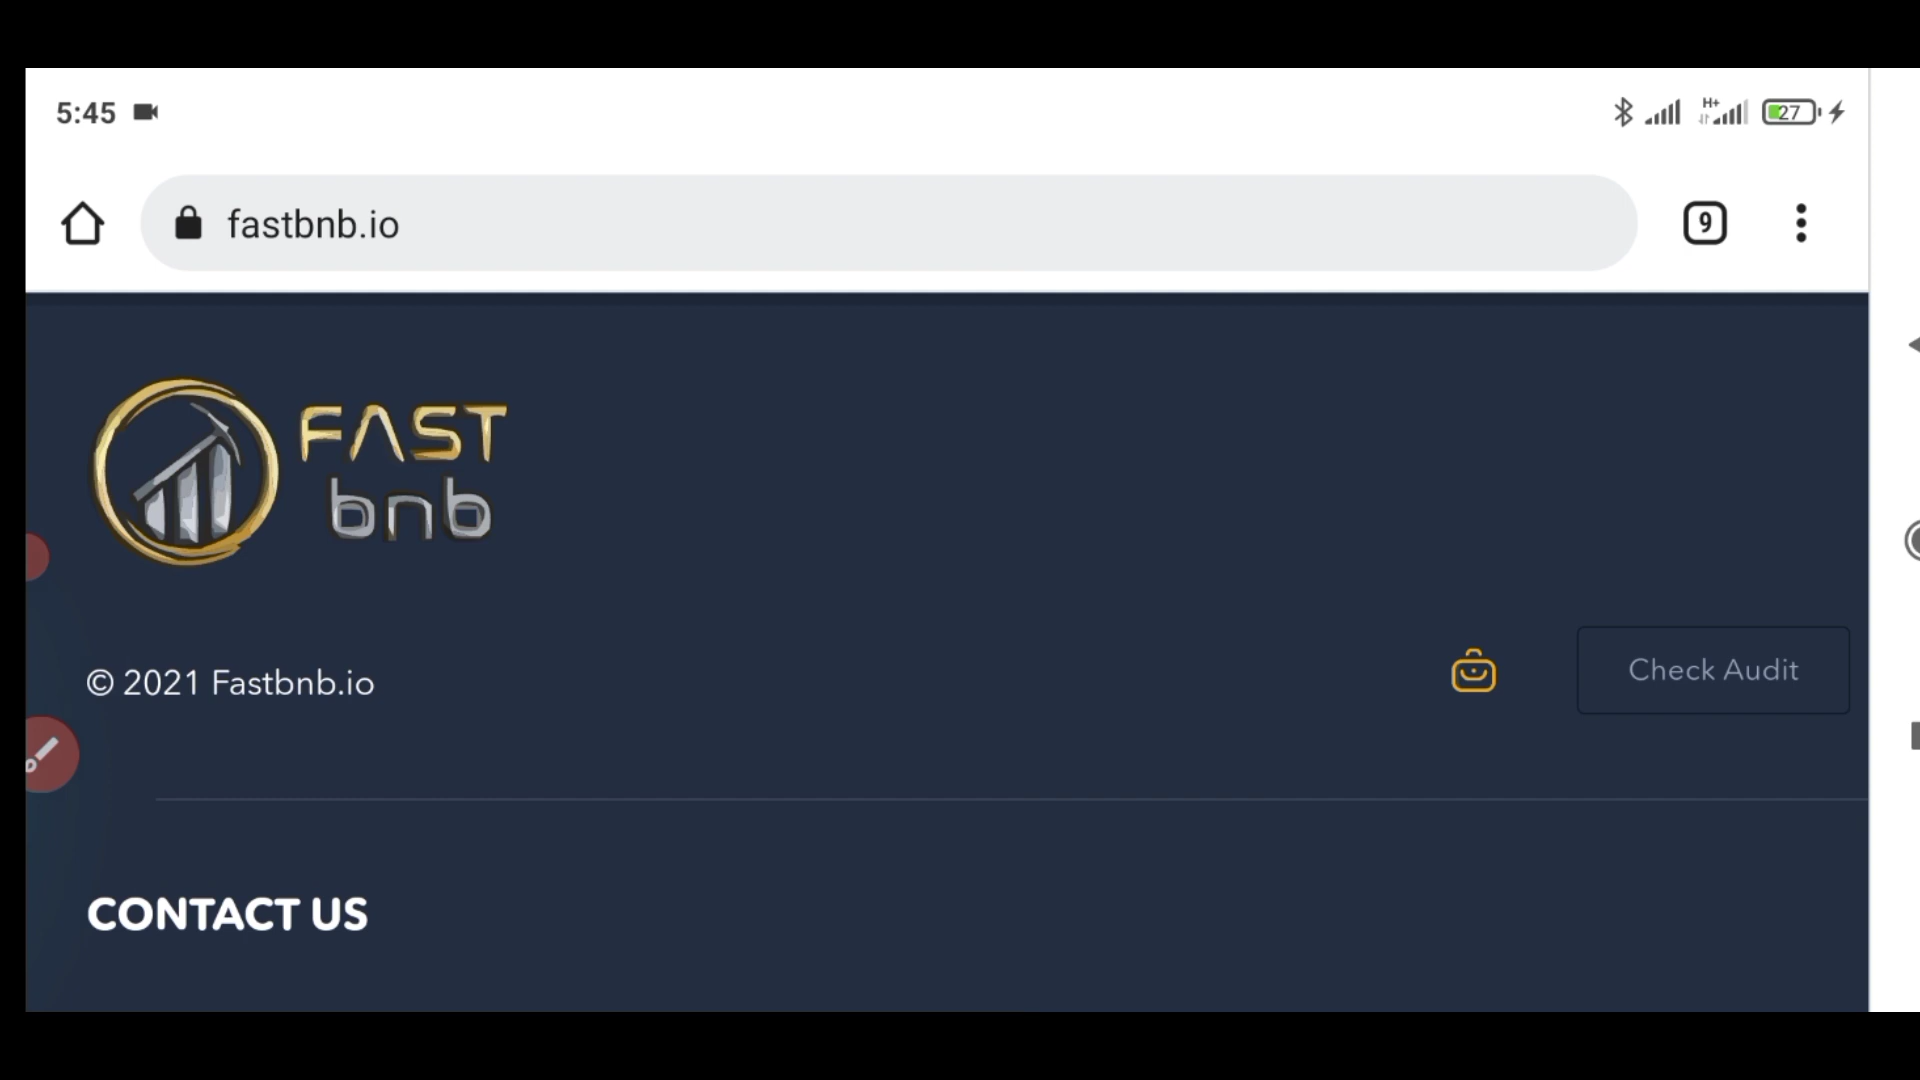 5:45
H+
27
fastbnb.io
9
FAST
bnb
© 2021 Fastbnb.io
Check Audit
CONTACT US